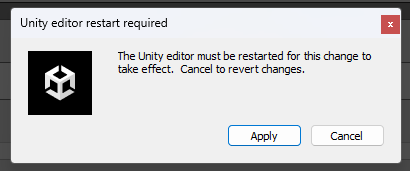 Unity editor restart required
x
The Unity editor must be restarted for this change to
take effect.  Cancel to revert changes.
Apply
Cancel